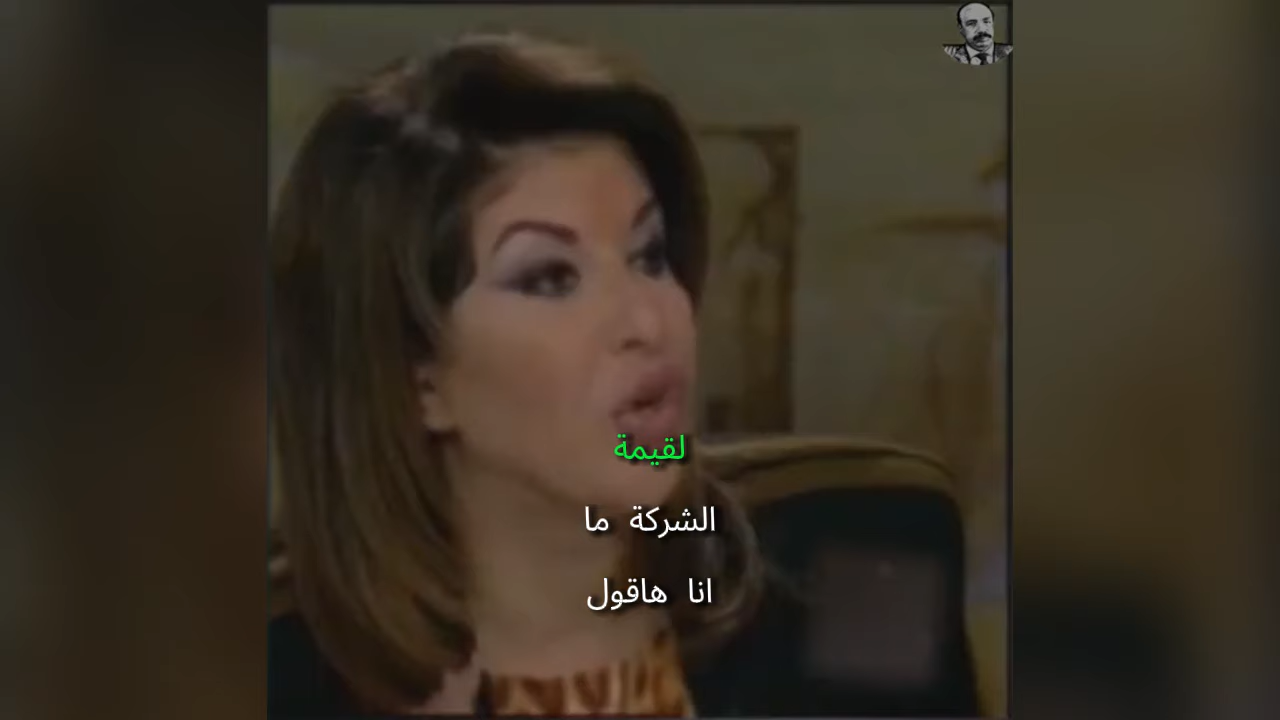 لقيمة
الشركة ما
انا هاقول